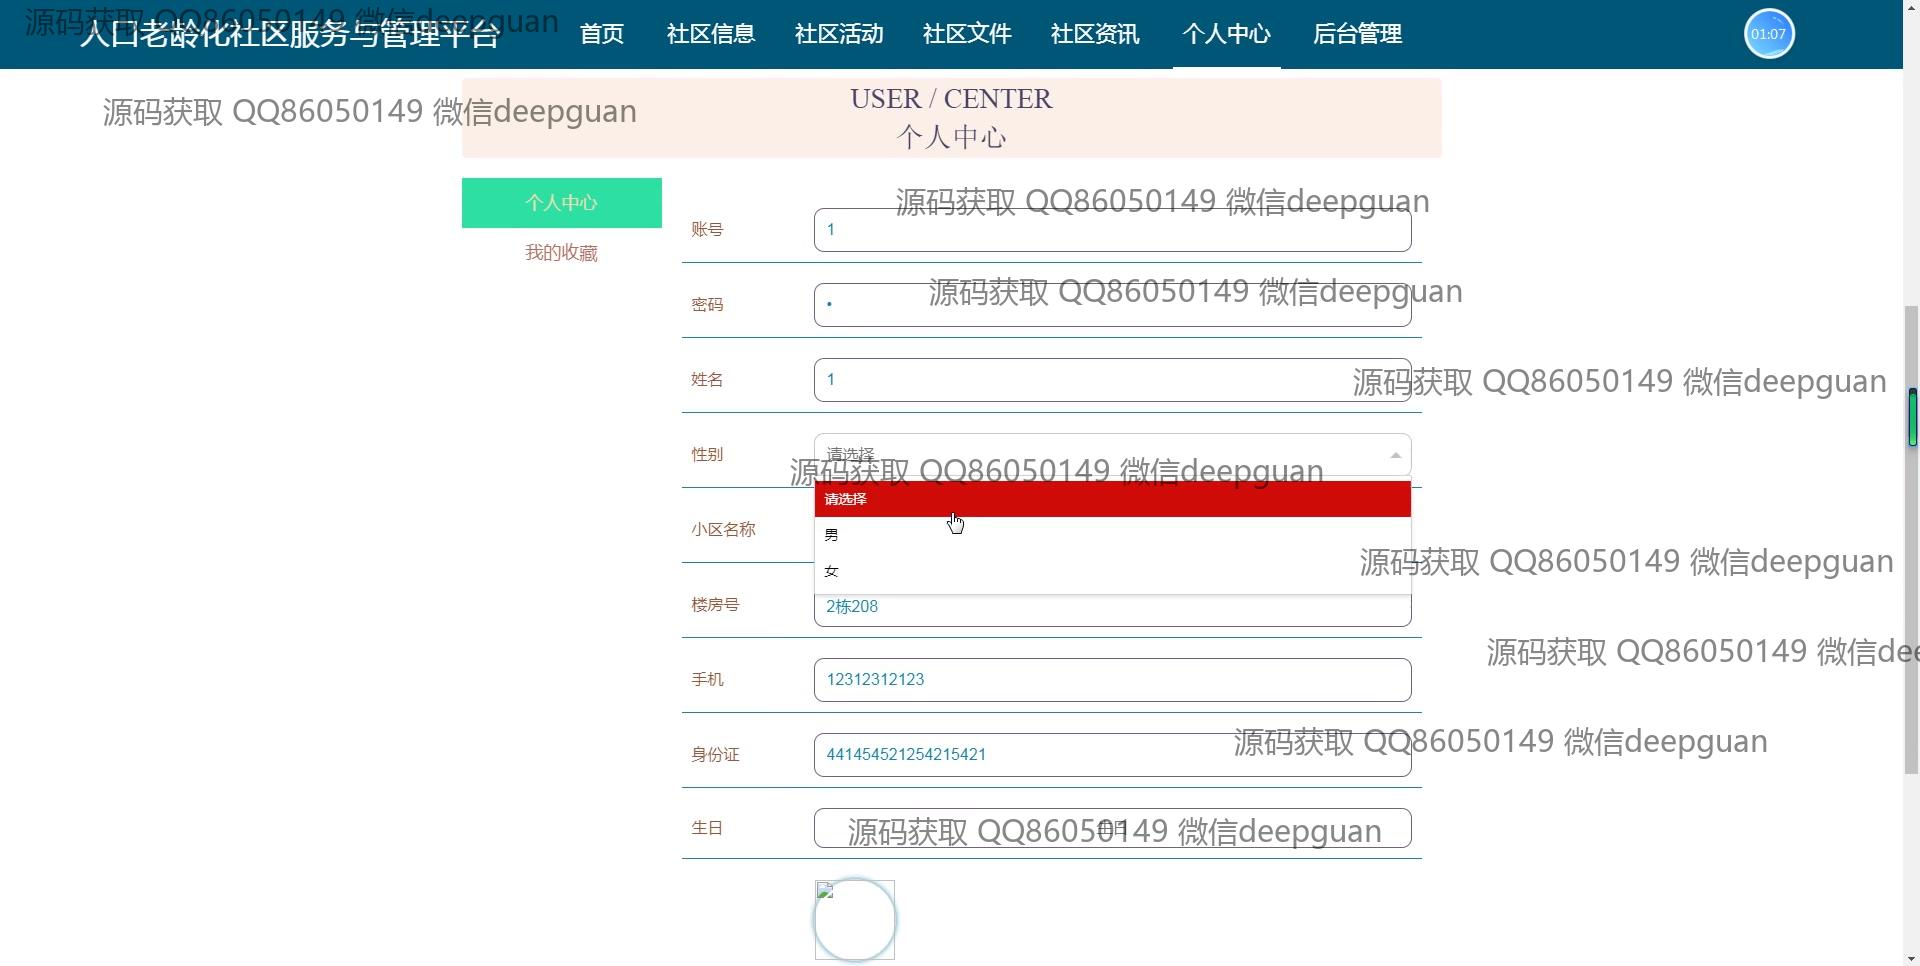 人口老龄化社区服务与管理平台
首页
社区信息
社区活动
社区文件
社区资讯
个人中心
后台管理
01:07
源码获取 QQ86050149 微信deepguan
源码获取 QQ86050149 微信deepguan
USER / CENTER
个人中心
个人中心
我的收藏
源码获取 QQ86050149 微信deepguan
账号
1
源码获取 QQ86050149 微信deepguan
密码
•
姓名
1
源码获取 QQ86050149 微信deepguan
性别
请选择
源码获取 QQ86050149 微信deepguan
请选择
男
女
小区名称
源码获取 QQ86050149 微信deepguan
楼房号
2栋208
源码获取 QQ86050149 微信dee
手机
12312312123
源码获取 QQ86050149 微信deepguan
身份证
441454521254215421
生日
生日
源码获取 QQ86050149 微信deepguan